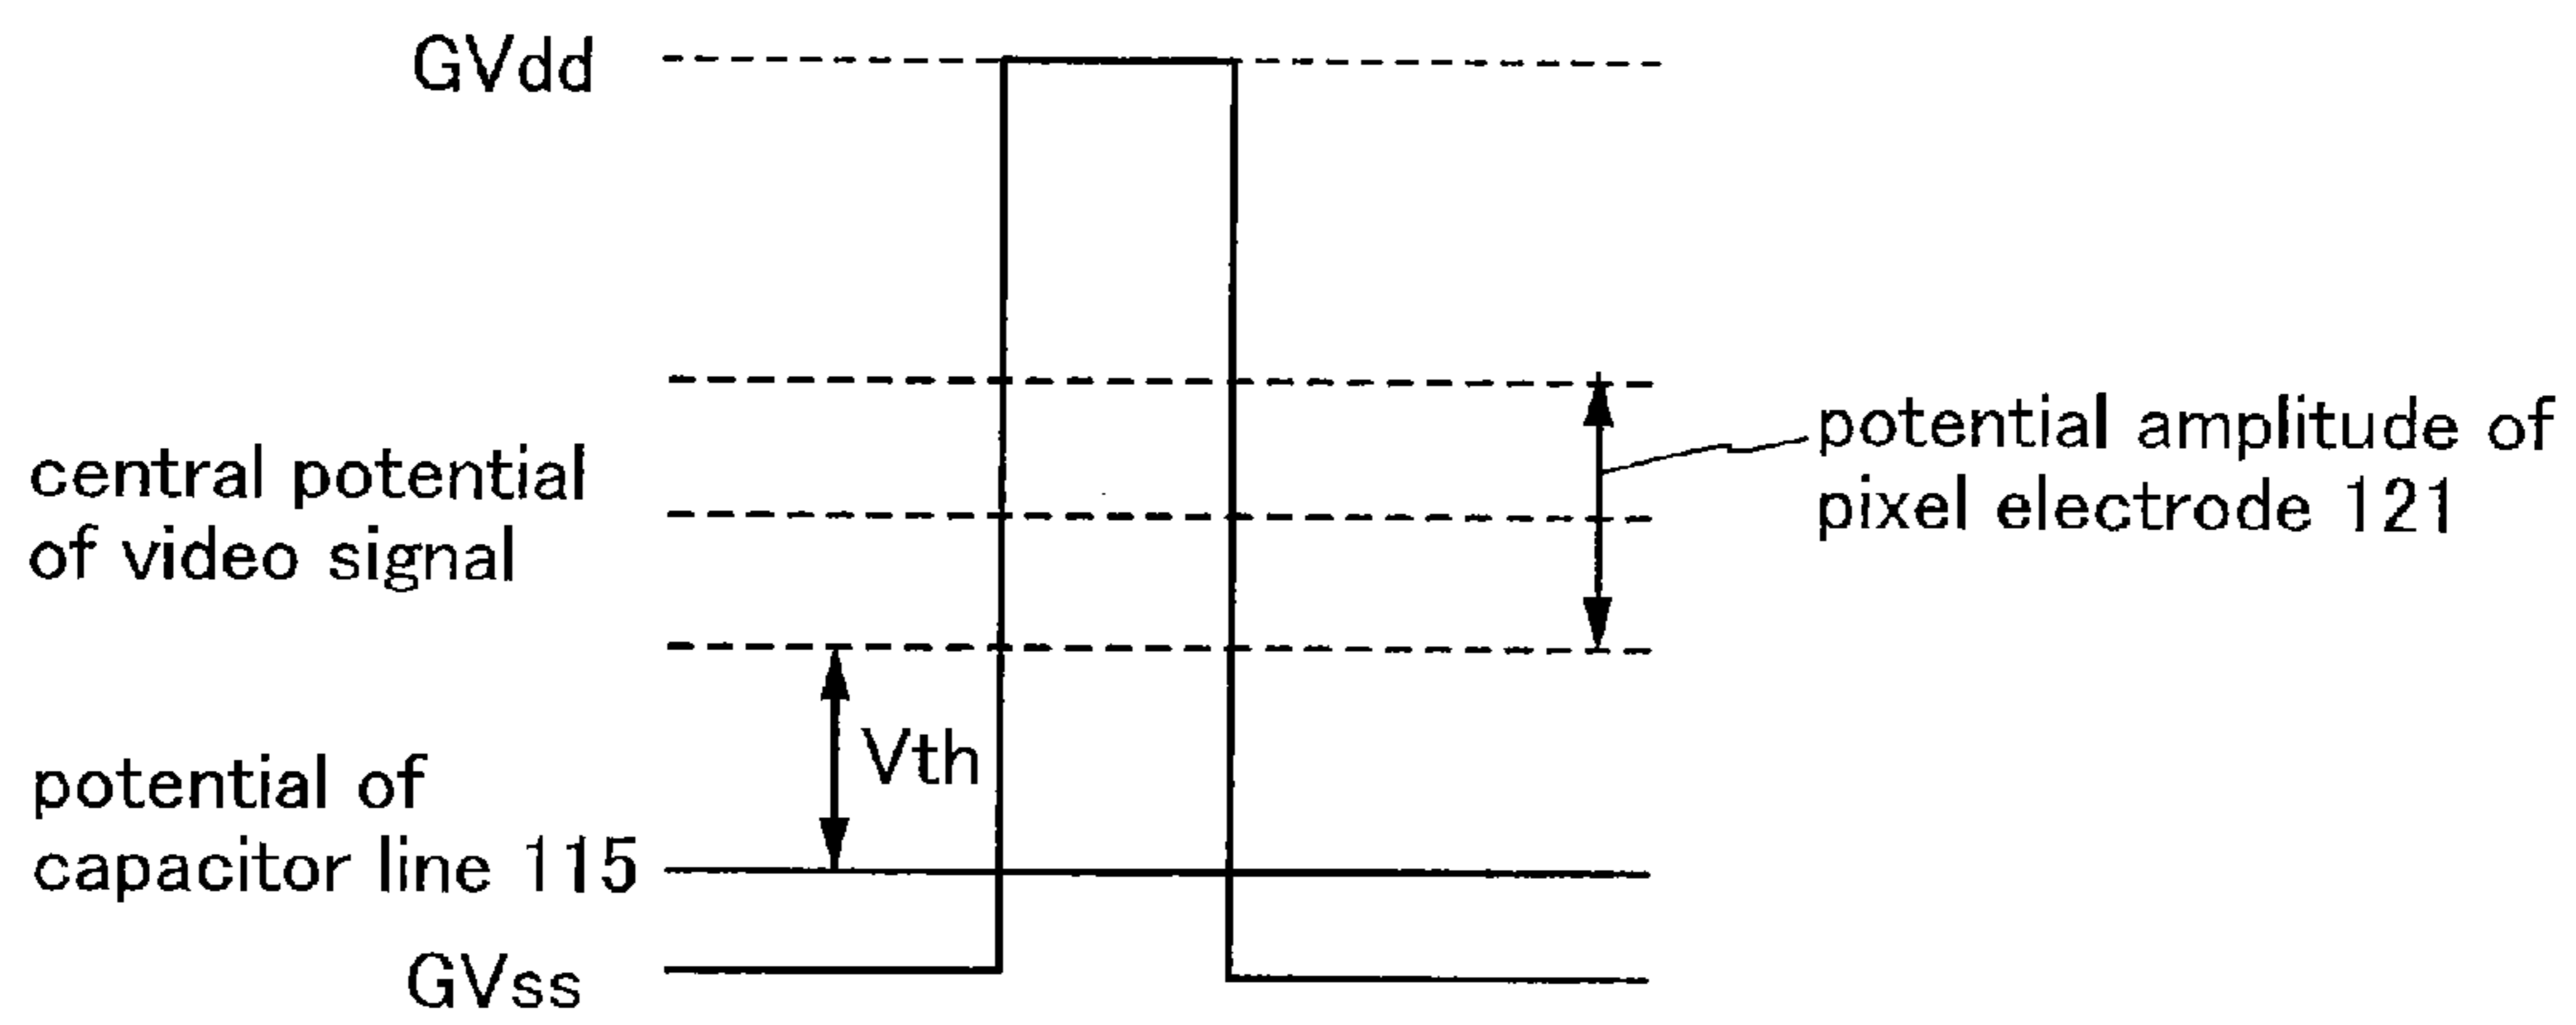 GVdd
central potential
of video signal
potential amplitude of
pixel electrode 121
Vth
potential of
capacitor line 115
GVss